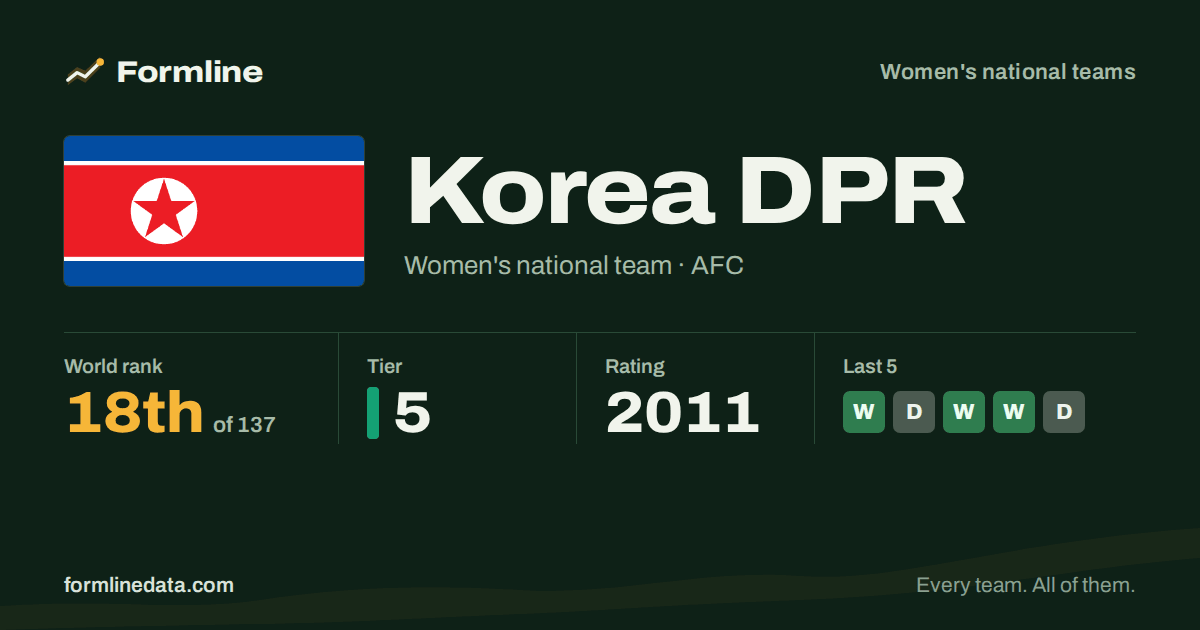 Formline
Women's national teams
Korea DPR
Women's national team · AFC
World rank
18th of 137
Tier
5
Rating
2011
Last 5
W D W W D
formlinedata.com
Every team. All of them.